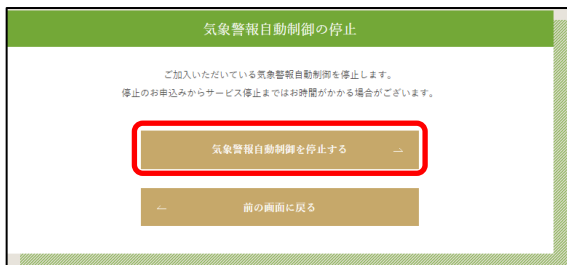 気象警報自動制御の停止
ご加入いただいている気象警報自動制御を停止します。
停止のお申込みからサービス停止まではお時間がかかる場合がございます。
気象警報自動制御を停止する
前の画面に戻る